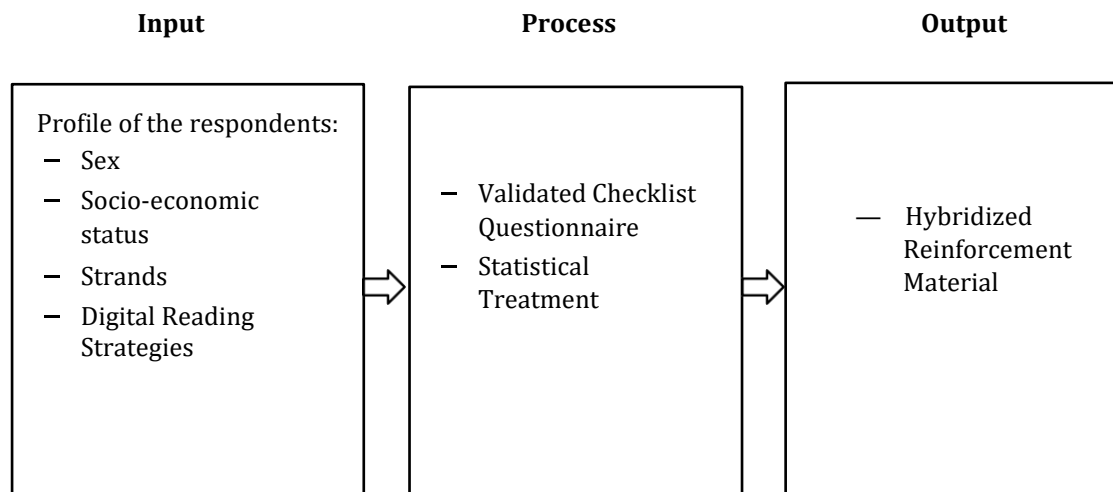 Input
Process
Output
Profile of the respondents:
– Sex
– Socio-economic
status
– Strands
– Digital Reading
Strategies
– Validated Checklist
Questionnaire
– Statistical
Treatment
— Hybridized
Reinforcement
Material